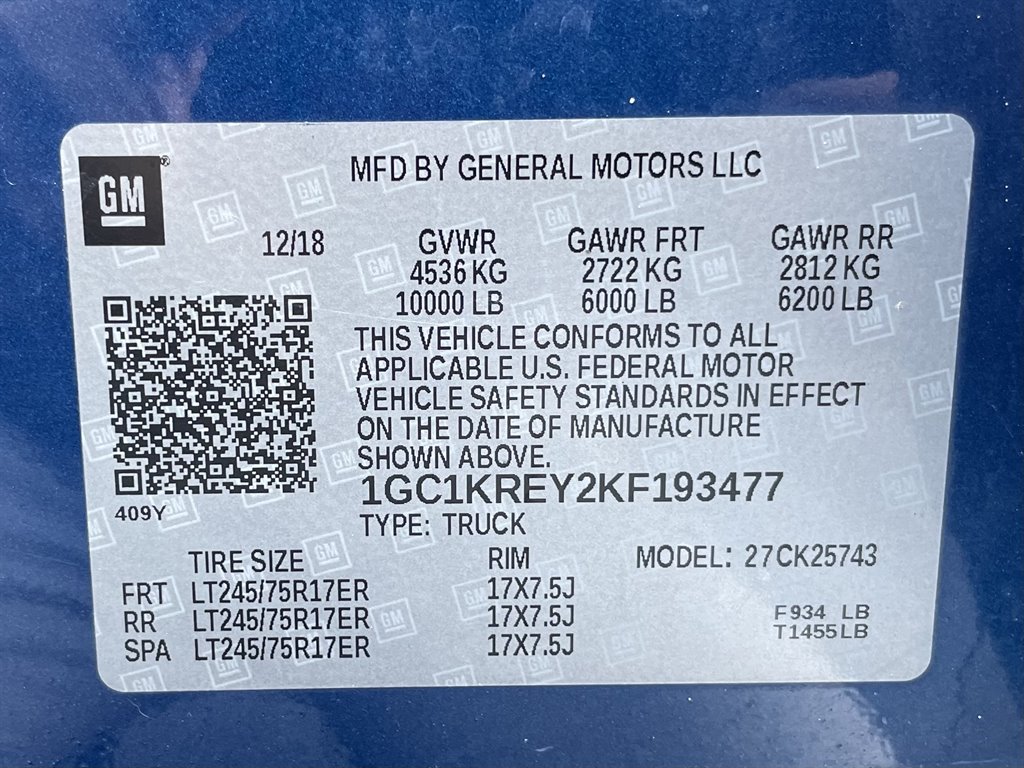 GM
MFD BY GENERAL MOTORS LLC
12/18 GVWR GAWR FRT GAWR RR
4536 KG 2722 KG 2812 KG
10000 LB 6000 LB 6200 LB
THIS VEHICLE CONFORMS TO ALL
APPLICABLE U.S. FEDERAL MOTOR
VEHICLE SAFETY STANDARDS IN EFFECT
ON THE DATE OF MANUFACTURE
SHOWN ABOVE.
1GC1KREY2KF193477
409Y
TYPE: TRUCK
TIRE SIZE RIM MODEL: 27CK25743
FRT LT245/75R17ER 17X7.5J
RR LT245/75R17ER 17X7.5J F934 LB
SPA LT245/75R17ER 17X7.5J T1455LB